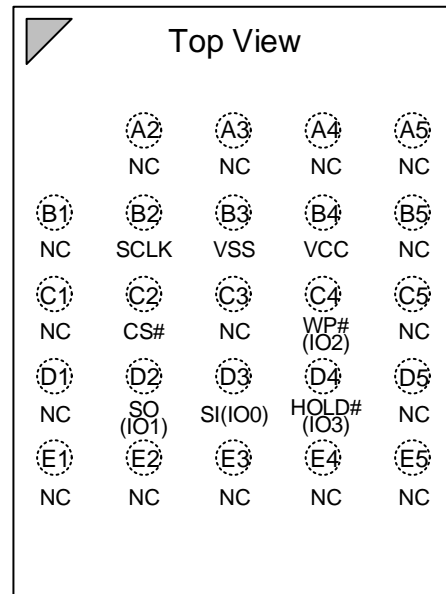 Top View
A2 A3 A4 A5
NC NC NC NC
B1 B2 B3 B4 B5
NC SCLK VSS VCC NC
C1 C2 C3 C4 C5
NC CS# NC WP# NC
(IO2)
D1 D2 D3 D4 D5
NC SO SI(IO0) HOLD# NC
(IO1) (IO3)
E1 E2 E3 E4 E5
NC NC NC NC NC